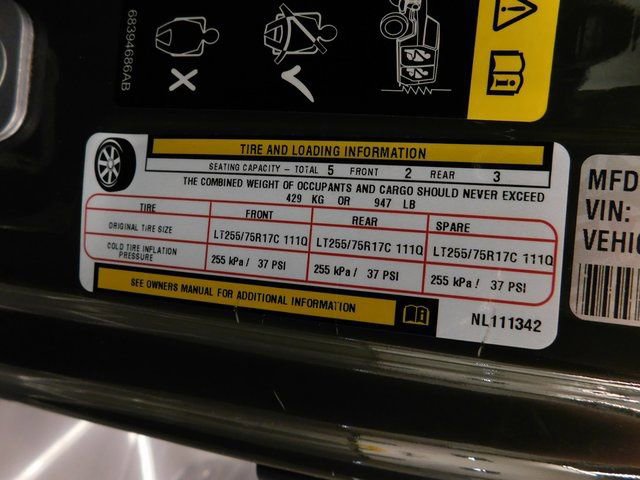 68394686AB
TIRE AND LOADING INFORMATION
SEATING CAPACITY - TOTAL 5 FRONT 2 REAR 3
THE COMBINED WEIGHT OF OCCUPANTS AND CARGO SHOULD NEVER EXCEED
429 KG OR 947 LB
TIRE FRONT REAR SPARE
ORIGINAL TIRE SIZE LT255/75R17C 111Q LT255/75R17C 111Q LT255/75R17C 111Q
COLD TIRE INFLATION PRESSURE 255 kPa / 37 PSI 255 kPa / 37 PSI 255 kPa / 37 PSI
SEE OWNERS MANUAL FOR ADDITIONAL INFORMATION
NL111342
MFD
VIN:
VEHIC